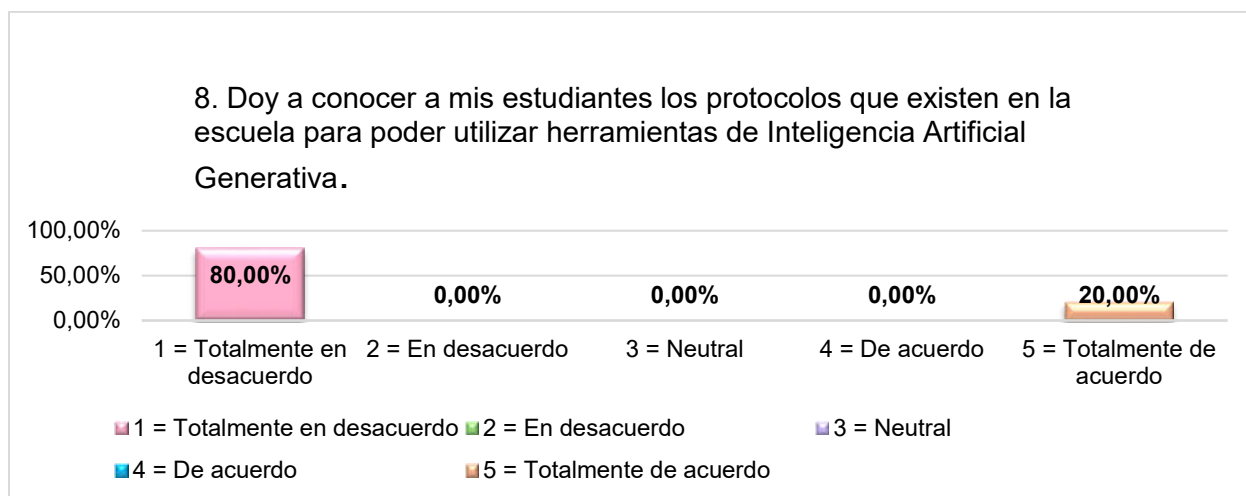 8. Doy a conocer a mis estudiantes los protocolos que existen en la
escuela para poder utilizar herramientas de Inteligencia Artificial
Generativa.
100,00%
50,00%
0,00%
80,00%
0,00%
0,00%
0,00%
20,00%
1 = Totalmente en
desacuerdo
2 = En desacuerdo
3 = Neutral
4 = De acuerdo
5 = Totalmente de
acuerdo
1 = Totalmente en desacuerdo
2 = En desacuerdo
3 = Neutral
4 = De acuerdo
5 = Totalmente de acuerdo